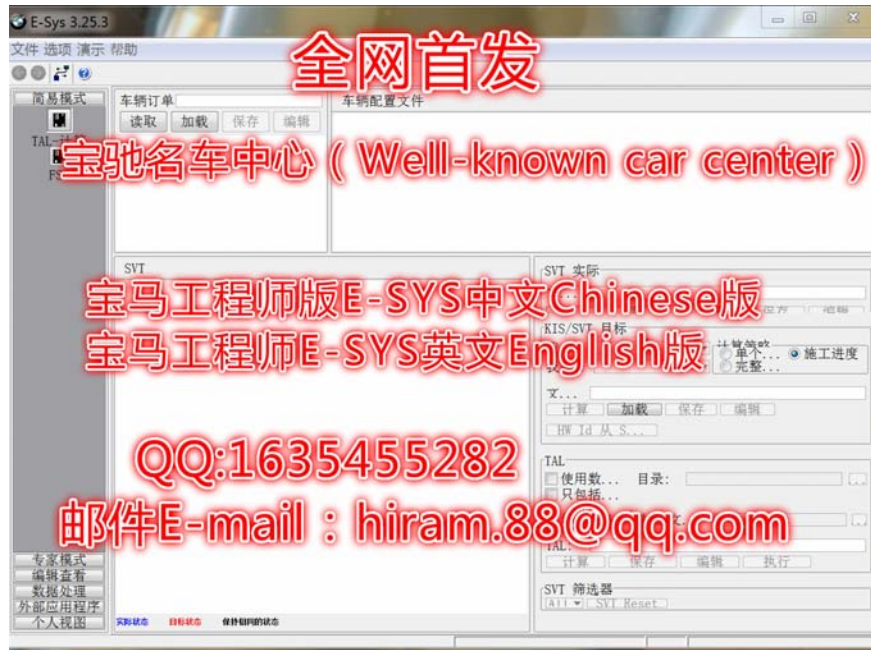 E-Sys 3.25.3
文件 选项 演示 帮助
全网首发
简易模式
车辆订单
车辆配置文件
读取 加载 保存 编辑
宝驰名车中心(Well-known car center)
SVT
SVT 实际
宝马工程师版E-SYS中文Chinese版
KIS/SVT 目标
宝马工程师E-SYS英文English版
单个... 施工进度
完整...
文...
计算 加载 保存 编辑
HW Id 从 S...
QQ:1635455282
TAL
使用数... 目录:
只包括...
邮件E-mail:hiram.88@qq.com
TAL:
计算 保存 编辑 执行
专家模式
编辑查看
数据处理
外部应用程序
个人视图
SVT 筛选器
All SVT Reset
实际状态 目标状态 保持相同的状态